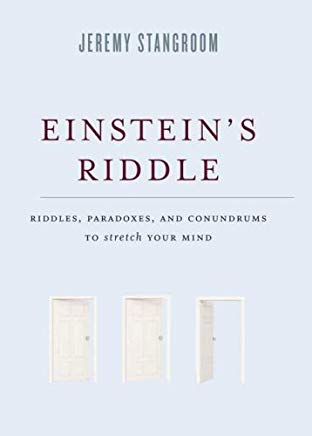 JEREMY STANGROOM
EINSTEIN'S
RIDDLE
RIDDLES, PARADOXES, AND CONUNDRUMS
TO stretch YOUR MIND